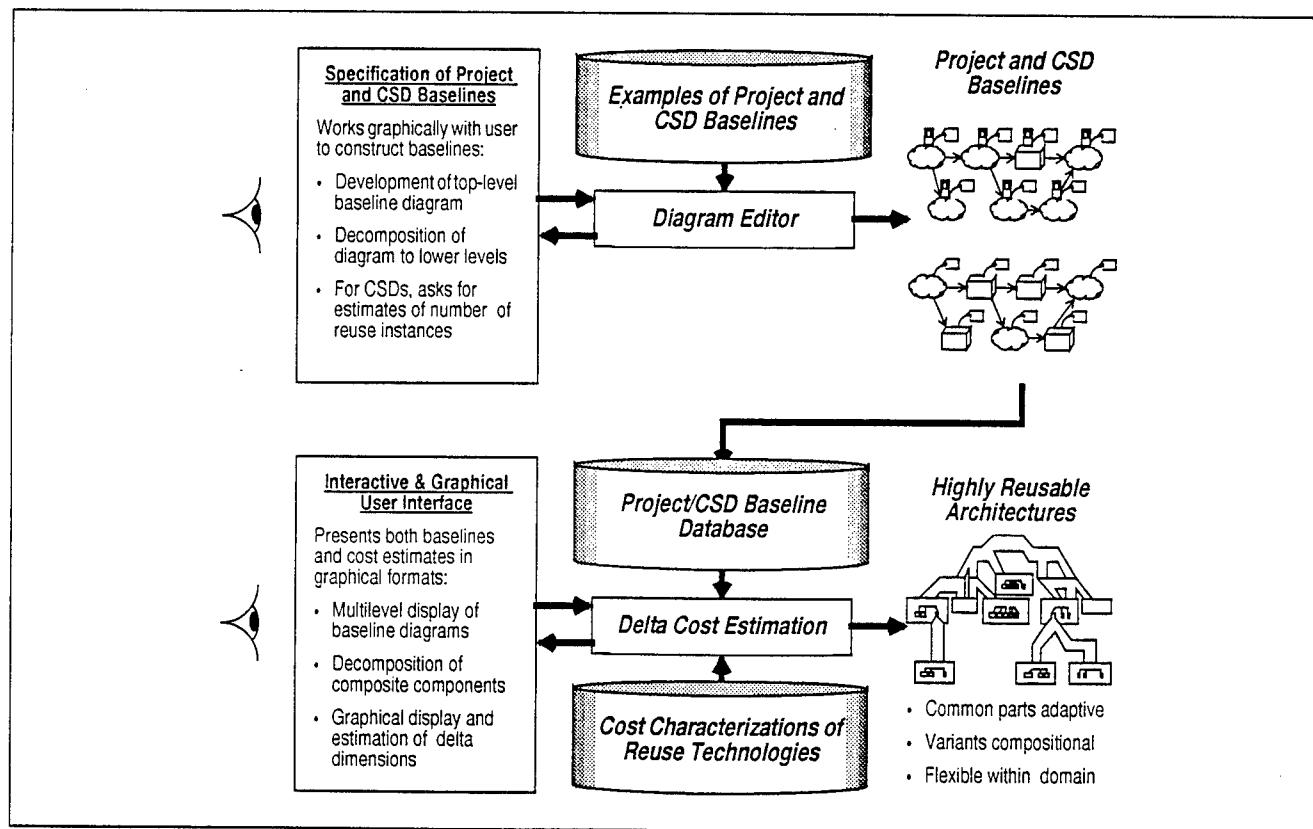 Specification of Project
and CSD Baselines
Works graphically with user
to construct baselines:
• Development of top-level
baseline diagram
• Decomposition of
diagram to lower levels
• For CSDs, asks for
estimates of number of
reuse instances
Examples of Project and
CSD Baselines
Diagram Editor
Project and CSD
Baselines
Interactive & Graphical
User Interface
Presents both baselines
and cost estimates in
graphical formats:
• Multilevel display of
baseline diagrams
• Decomposition of
composite components
• Graphical display and
estimation of delta
dimensions
Project/CSD Baseline
Database
Delta Cost Estimation
Cost Characterizations of
Reuse Technologies
Highly Reusable
Architectures
• Common parts adaptive
• Variants compositional
• Flexible within domain